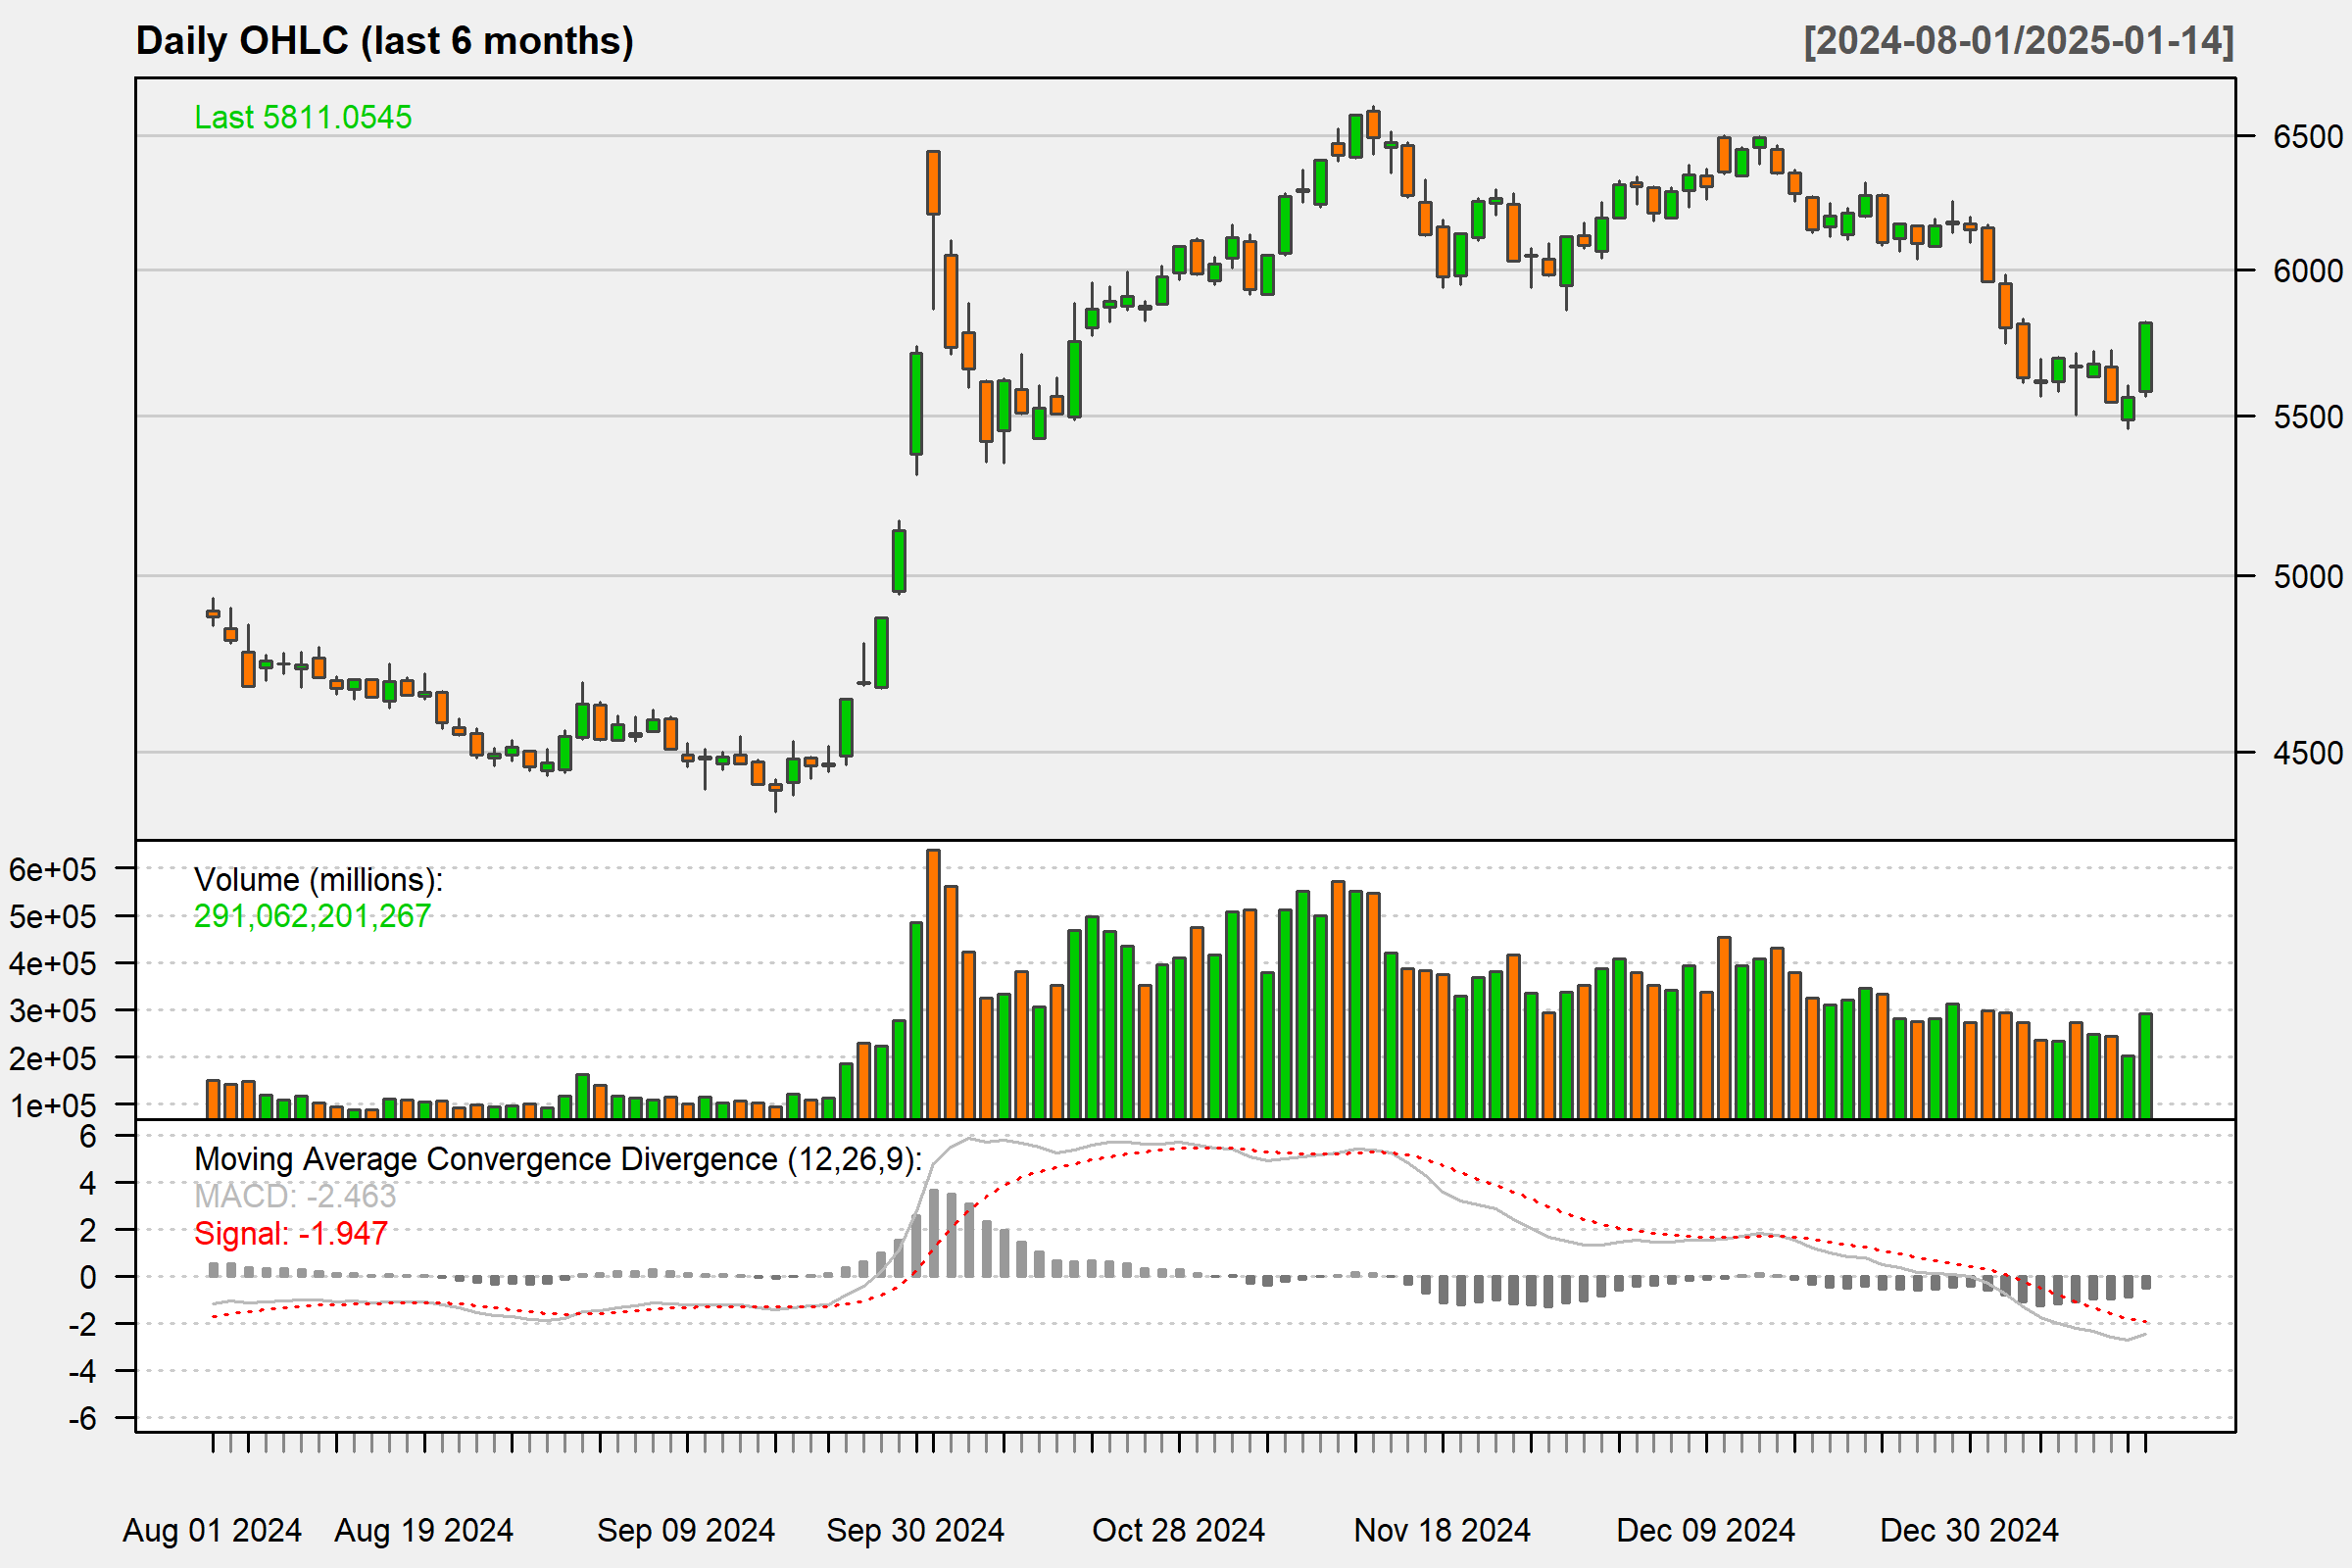 Daily OHLC (last 6 months)
[2024-08-01/2025-01-14]
Last 5811.0545
6500
6000
5500
5000
4500
Volume (millions):
291,062,201,267
6e+05
5e+05
4e+05
3e+05
2e+05
1e+05
Moving Average Convergence Divergence (12,26,9):
MACD: -2.463
Signal: -1.947
6
4
2
0
-2
-4
-6
Aug 01 2024 Aug 19 2024 Sep 09 2024 Sep 30 2024 Oct 28 2024 Nov 18 2024 Dec 09 2024 Dec 30 2024